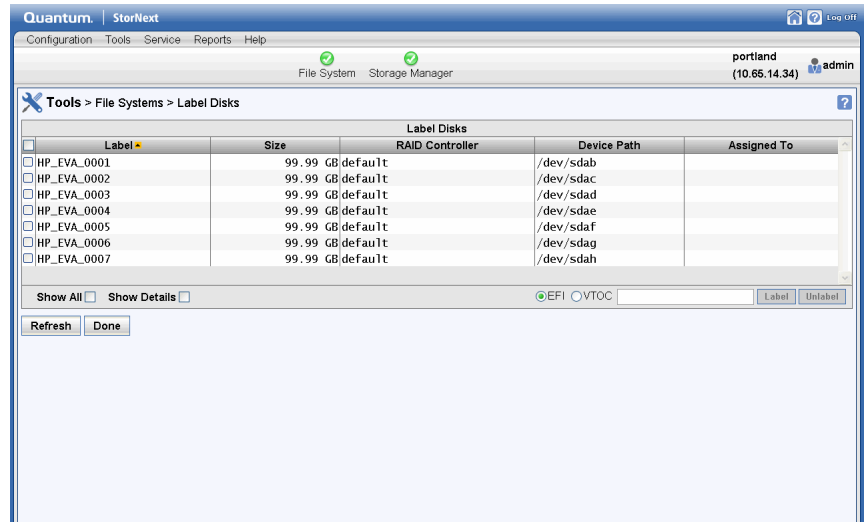 Quantum. | StorNext Log Off
Configuration Tools Service Reports Help
File System Storage Manager
portland
(10.65.14.34) admin
Tools > File Systems > Label Disks ?
Label Disks
Label Size RAID Controller Device Path Assigned To
HP_EVA_0001 99.99 GB default /dev/sdab
HP_EVA_0002 99.99 GB default /dev/sdac
HP_EVA_0003 99.99 GB default /dev/sdad
HP_EVA_0004 99.99 GB default /dev/sdae
HP_EVA_0005 99.99 GB default /dev/sdaf
HP_EVA_0006 99.99 GB default /dev/sdag
HP_EVA_0007 99.99 GB default /dev/sdah
Show All Show Details EFI VTOC Label Unlabel
Refresh Done